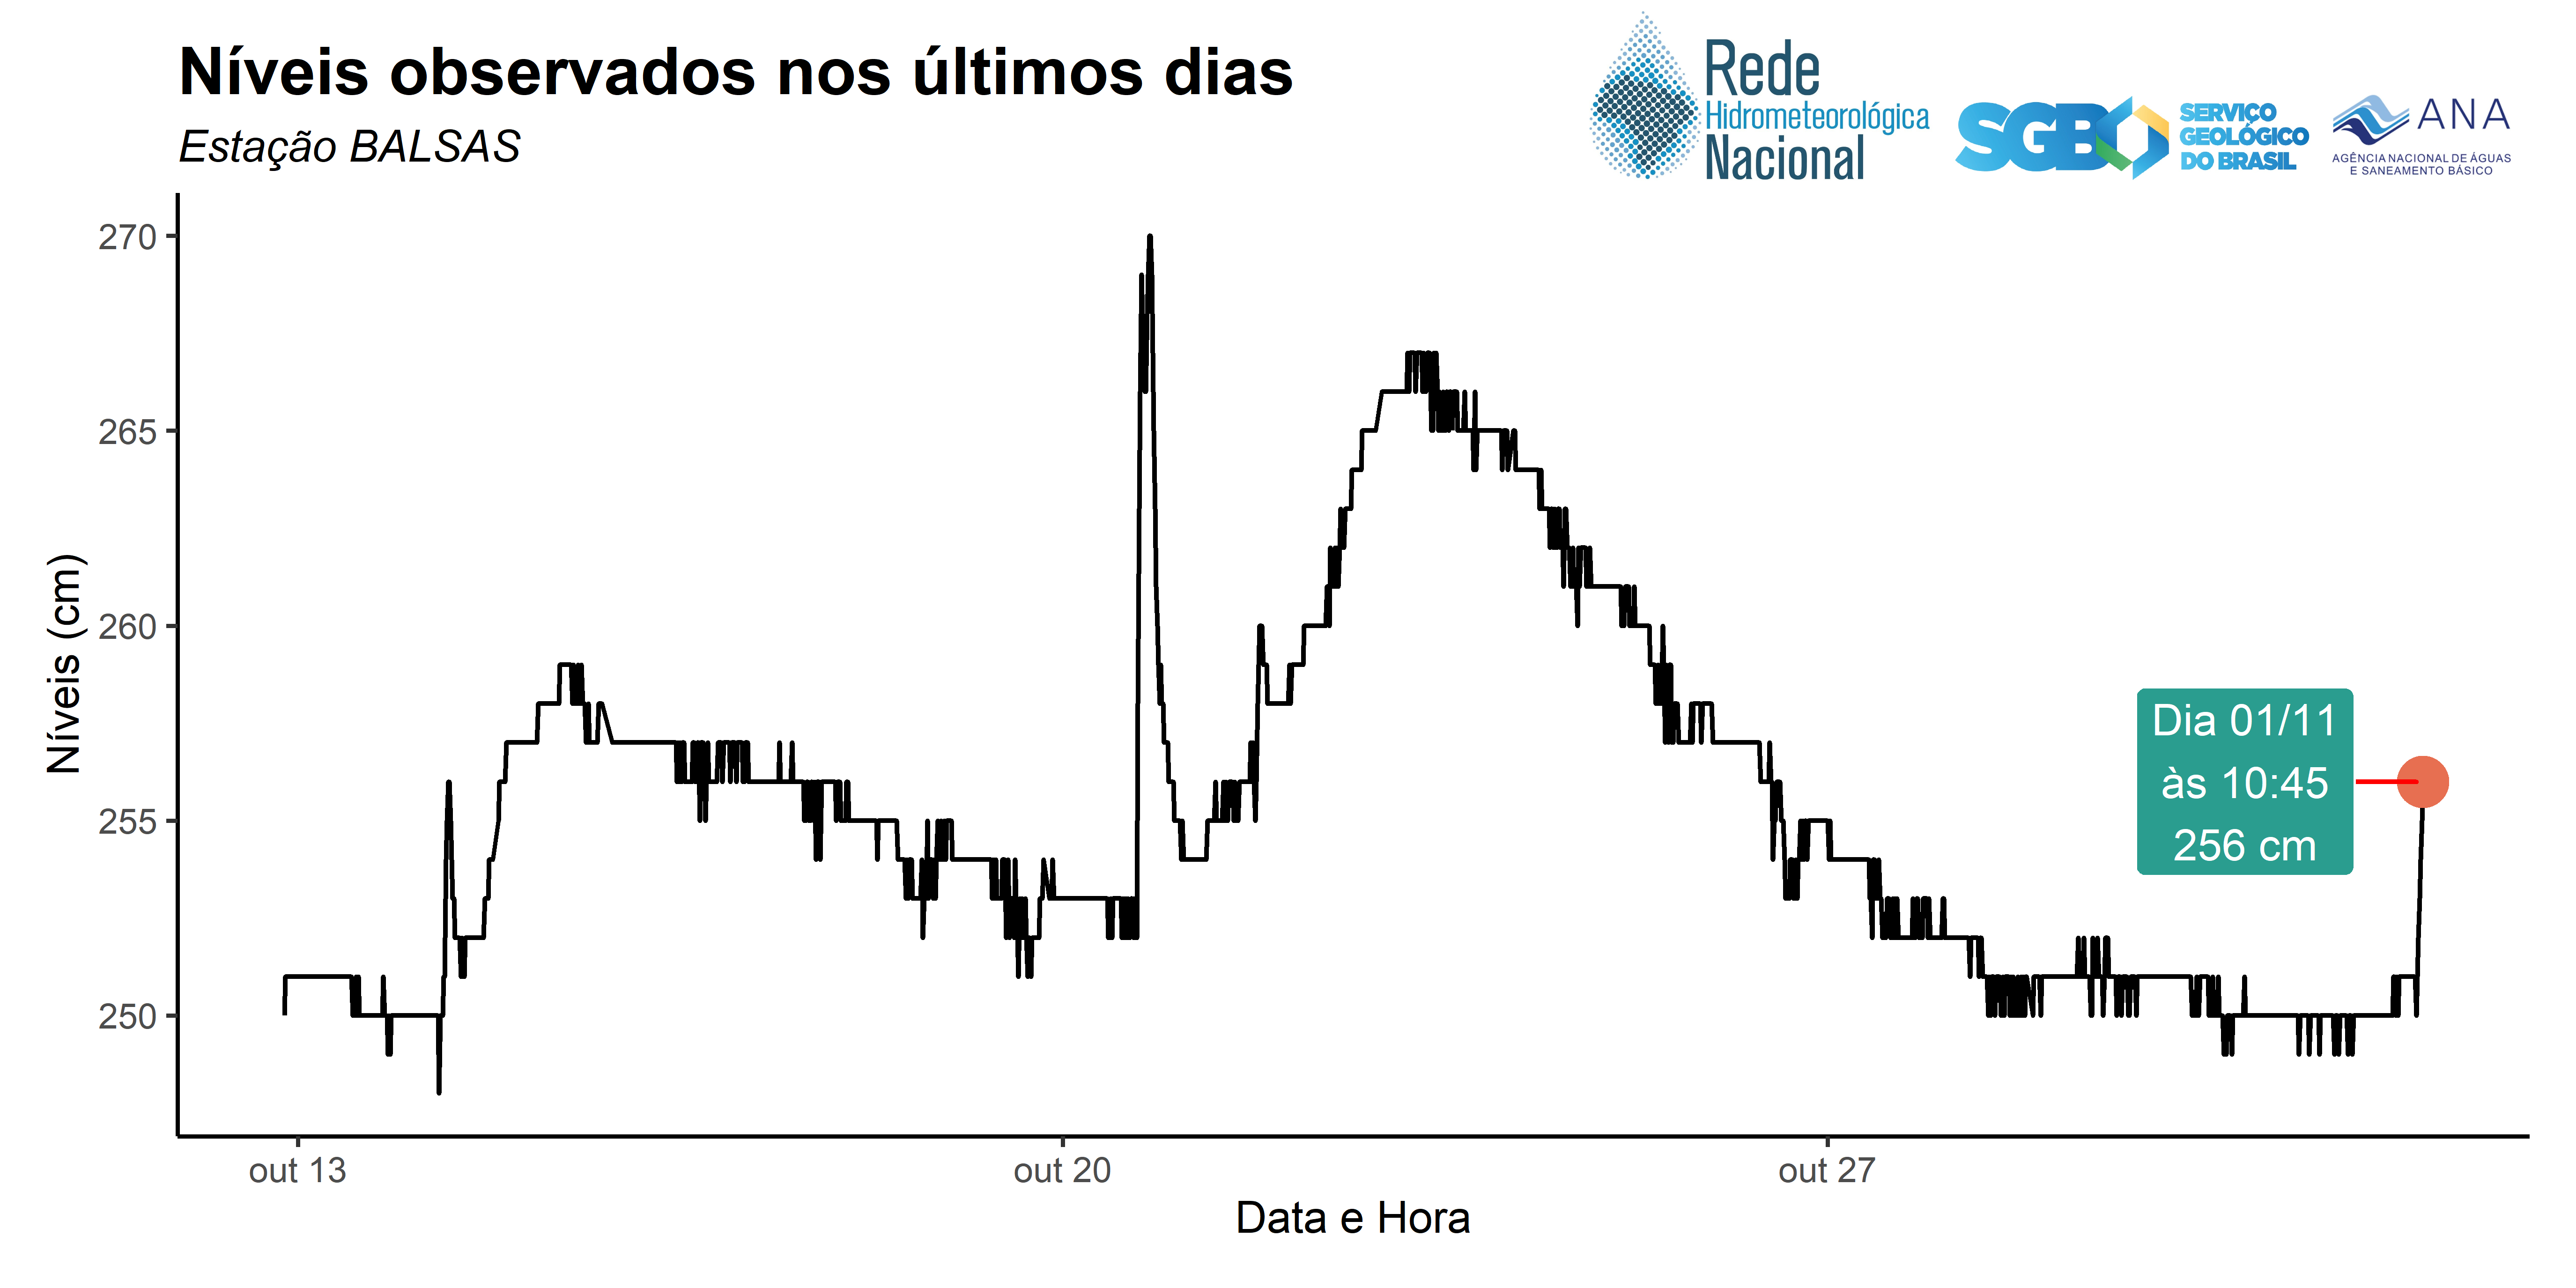 Níveis observados nos últimos dias
Estação BALSAS
Rede
Hidrometeorológica
Nacional
SGB
SERVIÇO
GEOLÓGICO
DO BRASIL
ANA
AGÊNCIA NACIONAL DE ÁGUAS
E SANEAMENTO BÁSICO
Níveis (cm)
270
265
260
255
250
Dia 01/11
às 10:45
256 cm
out 13
out 20
out 27
Data e Hora